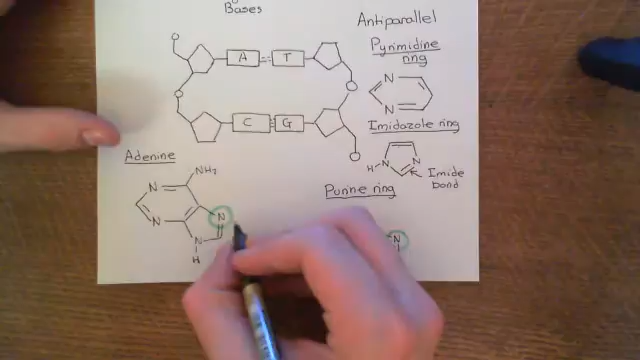 Bases
Antiparallel
Pyrimidine
ring
N
N
A
T
C
G
Imidazole ring
H
N
N
Imide
bond
Adenine
NH2
N
N
N
N
H
Purine ring
N